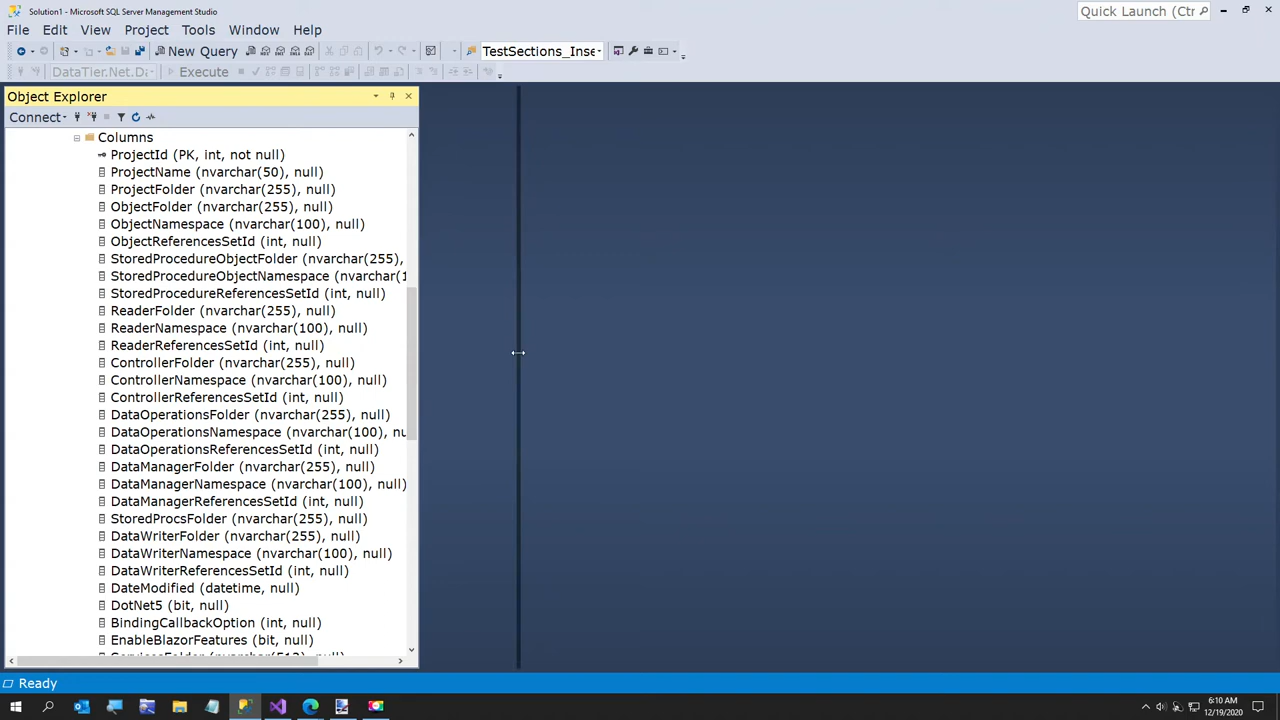 Solution1 - Microsoft SQL Server Management Studio
Quick Launch (Ctr
File Edit View Project Tools Window Help
New Query
TestSections_Inse
DataTier.Net.D
Execute
Object Explorer
Connect
Columns
ProjectId (PK, int, not null)
ProjectName (nvarchar(50), null)
ProjectFolder (nvarchar(255), null)
ObjectFolder (nvarchar(255), null)
ObjectNamespace (nvarchar(100), null)
ObjectReferencesSetId (int, null)
StoredProcedureObjectFolder (nvarchar(255),
StoredProcedureObjectNamespace (nvarchar(1
StoredProcedureReferencesSetId (int, null)
ReaderFolder (nvarchar(255), null)
ReaderNamespace (nvarchar(100), null)
ReaderReferencesSetId (int, null)
ControllerFolder (nvarchar(255), null)
ControllerNamespace (nvarchar(100), null)
ControllerReferencesSetId (int, null)
DataOperationsFolder (nvarchar(255), null)
DataOperationsNamespace (nvarchar(100), nu
DataOperationsReferencesSetId (int, null)
DataManagerFolder (nvarchar(255), null)
DataManagerNamespace (nvarchar(100), null)
DataManagerReferencesSetId (int, null)
StoredProcsFolder (nvarchar(255), null)
DataWriterFolder (nvarchar(255), null)
DataWriterNamespace (nvarchar(100), null)
DataWriterReferencesSetId (int, null)
DateModified (datetime, null)
DotNet5 (bit, null)
BindingCallbackOption (int, null)
EnableBlazorFeatures (bit, null)
Ready
6:10 AM
12/19/2020